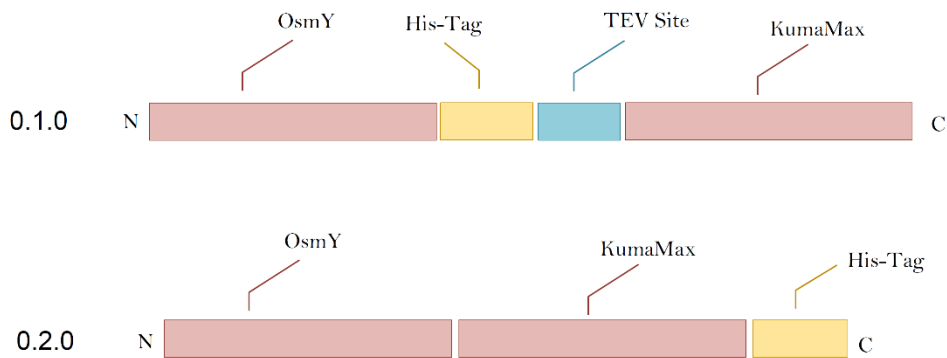 OsmY
His-Tag
TEV Site
KumaMax
0.1.0
N
C
OsmY
KumaMax
His-Tag
0.2.0
N
C